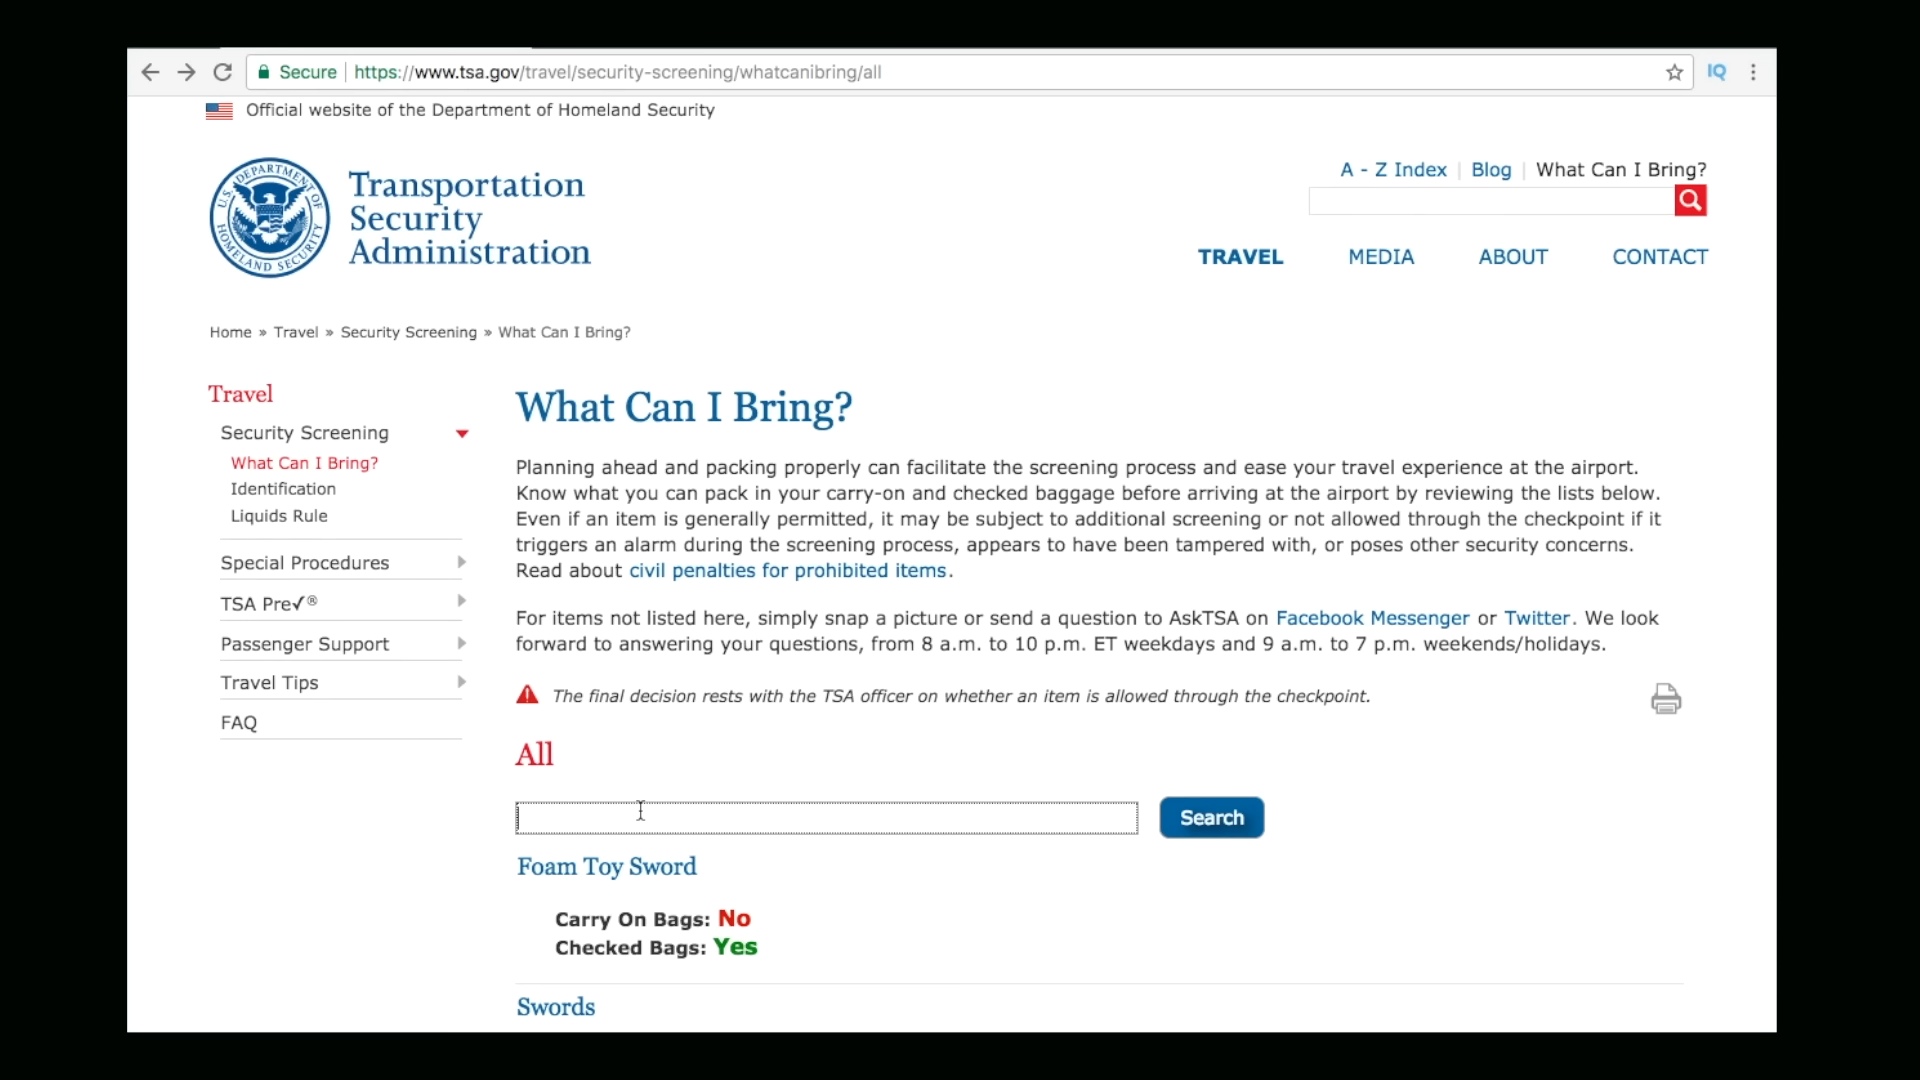 Secure | https://www.tsa.gov/travel/security-screening/whatcanibring/all
IQ
Official website of the Department of Homeland Security
U.S. DEPARTMENT OF HOMELAND SECURITY
Transportation
Security
Administration
A - Z Index | Blog | What Can I Bring?
TRAVEL MEDIA ABOUT CONTACT
Home » Travel » Security Screening » What Can I Bring?
Travel
Security Screening
What Can I Bring?
Identification
Liquids Rule
Special Procedures
TSA Pre✓®
Passenger Support
Travel Tips
FAQ
What Can I Bring?
Planning ahead and packing properly can facilitate the screening process and ease your travel experience at the airport.
Know what you can pack in your carry-on and checked baggage before arriving at the airport by reviewing the lists below.
Even if an item is generally permitted, it may be subject to additional screening or not allowed through the checkpoint if it
triggers an alarm during the screening process, appears to have been tampered with, or poses other security concerns.
Read about civil penalties for prohibited items.
For items not listed here, simply snap a picture or send a question to AskTSA on Facebook Messenger or Twitter. We look
forward to answering your questions, from 8 a.m. to 10 p.m. ET weekdays and 9 a.m. to 7 p.m. weekends/holidays.
The final decision rests with the TSA officer on whether an item is allowed through the checkpoint.
All
Search
Foam Toy Sword
Carry On Bags: No
Checked Bags: Yes
Swords